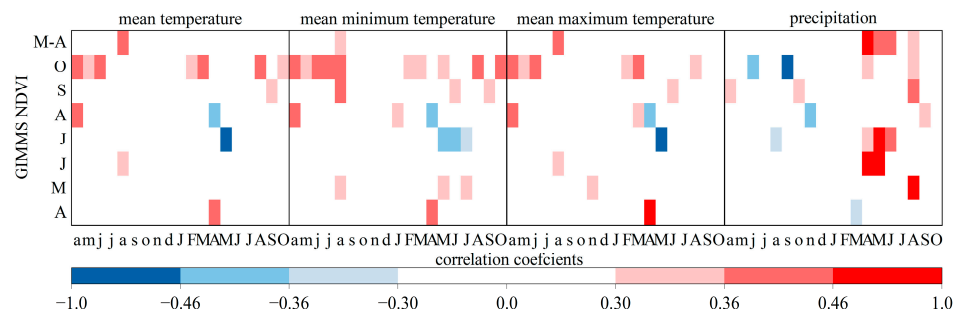 mean temperature mean minimum temperature mean maximum temperature precipitation
GIMMS NDVI
M-A
O
S
A
J
J
M
A
a m j j a s o n d J F M A M J J A S O a m j j a s o n d J F M A M J J A S O a m j j a s o n d J F M A M J J A S O a m j j a s o n d J F M A M J J A S O
correlation coefcients
−1.0 −0.46 −0.36 −0.30 0.0 0.30 0.36 0.46 1.0